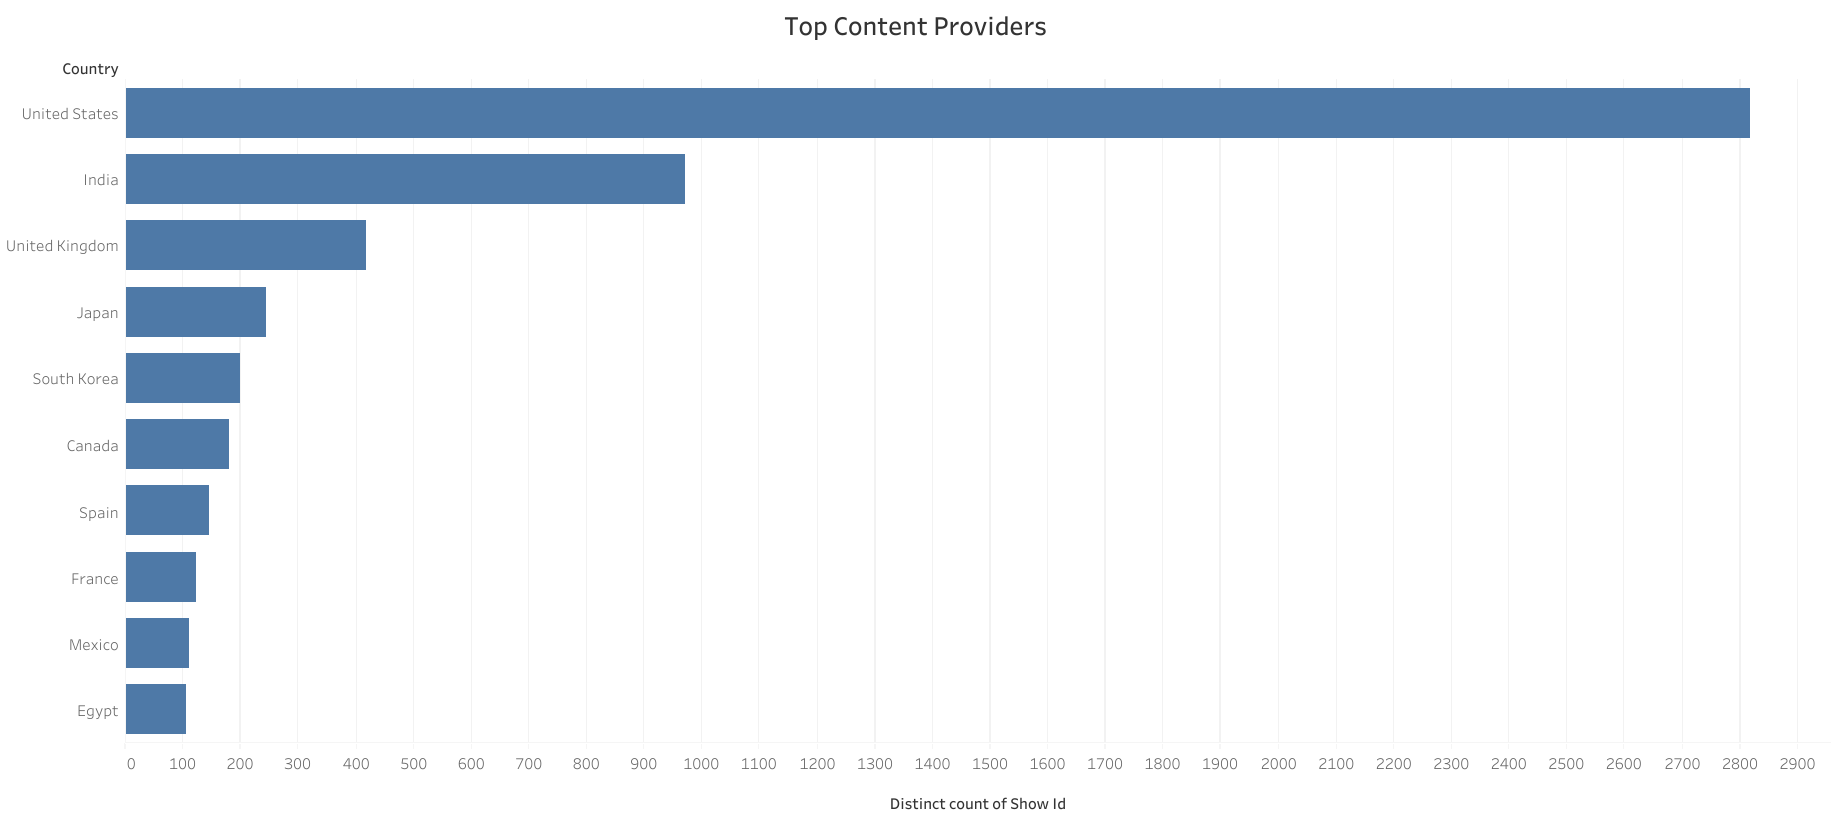 Top Content Providers
Country
United States
India
United Kingdom
Japan
South Korea
Canada
Spain
France
Mexico
Egypt
0 100 200 300 400 500 600 700 800 900 1000 1100 1200 1300 1400 1500 1600 1700 1800 1900 2000 2100 2200 2300 2400 2500 2600 2700 2800 2900
Distinct count of Show Id